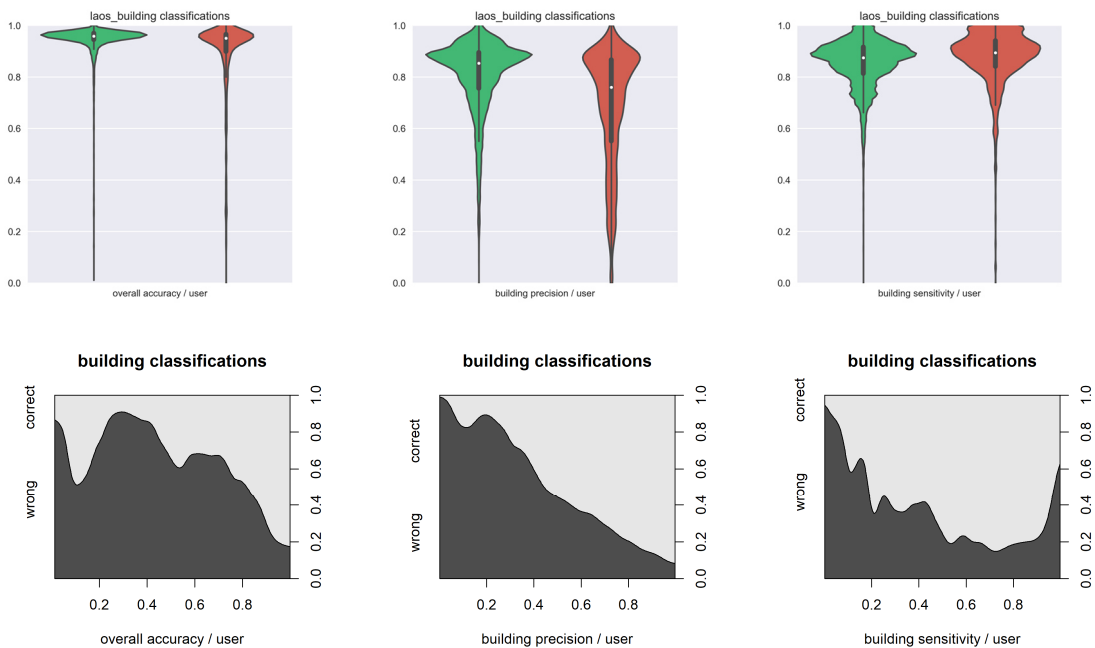 laos_building classifications
1.0
0.8
0.6
0.4
0.2
0.0
overall accuracy / user
laos_building classifications
1.0
0.8
0.6
0.4
0.2
0.0
building precision / user
laos_building classifications
1.0
0.8
0.6
0.4
0.2
0.0
building sensitivity / user
building classifications
correct
wrong
1.0
0.8
0.6
0.4
0.2
0.0
0.2 0.4 0.6 0.8
overall accuracy / user
building classifications
correct
wrong
1.0
0.8
0.6
0.4
0.2
0.0
0.2 0.4 0.6 0.8
building precision / user
building classifications
correct
wrong
1.0
0.8
0.6
0.4
0.2
0.0
0.2 0.4 0.6 0.8
building sensitivity / user